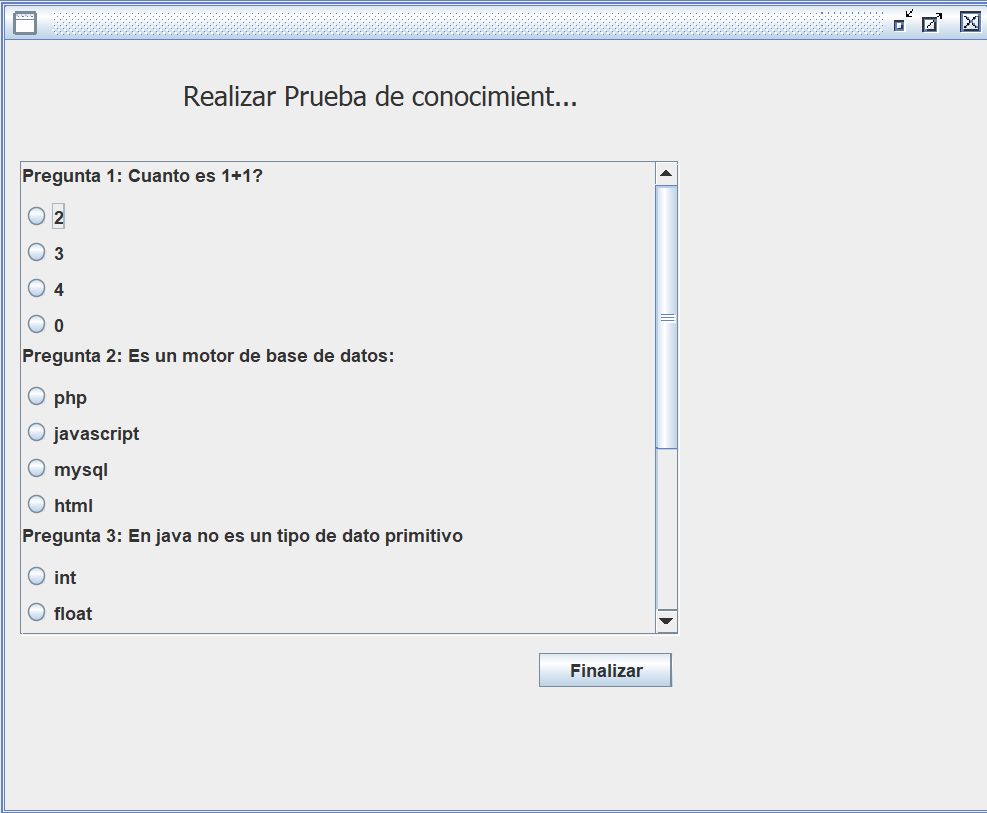 Realizar Prueba de conocimient...
Pregunta 1: Cuanto es 1+1?
2
3
4
0
Pregunta 2: Es un motor de base de datos:
php
javascript
mysql
html
Pregunta 3: En java no es un tipo de dato primitivo
int
float
Finalizar